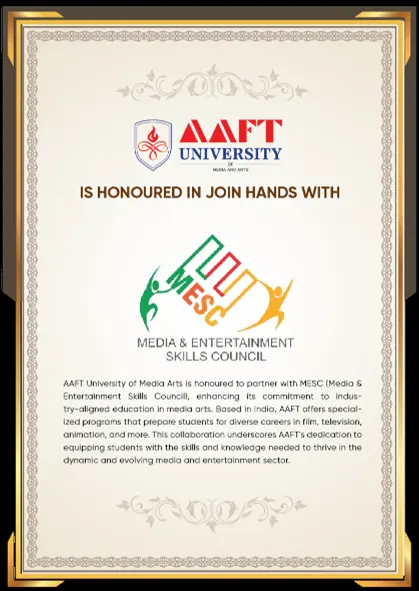 AAFT
UNIVERSITY
OF
MEDIA AND ARTS
IS HONOURED IN JOIN HANDS WITH
MESC
MEDIA & ENTERTAINMENT
SKILLS COUNCIL
AAFT University of Media Arts is honoured to partner with MESC (Media &
Entertainment Skills Council), enhancing its commitment to indus-
try-aligned education in media arts. Based in India, AAFT offers special-
ized programs that prepare students for diverse careers in film, television,
animation, and more. This collaboration underscores AAFT's dedication to
equipping students with the skills and knowledge needed to thrive in the
dynamic and evolving media and entertainment sector.